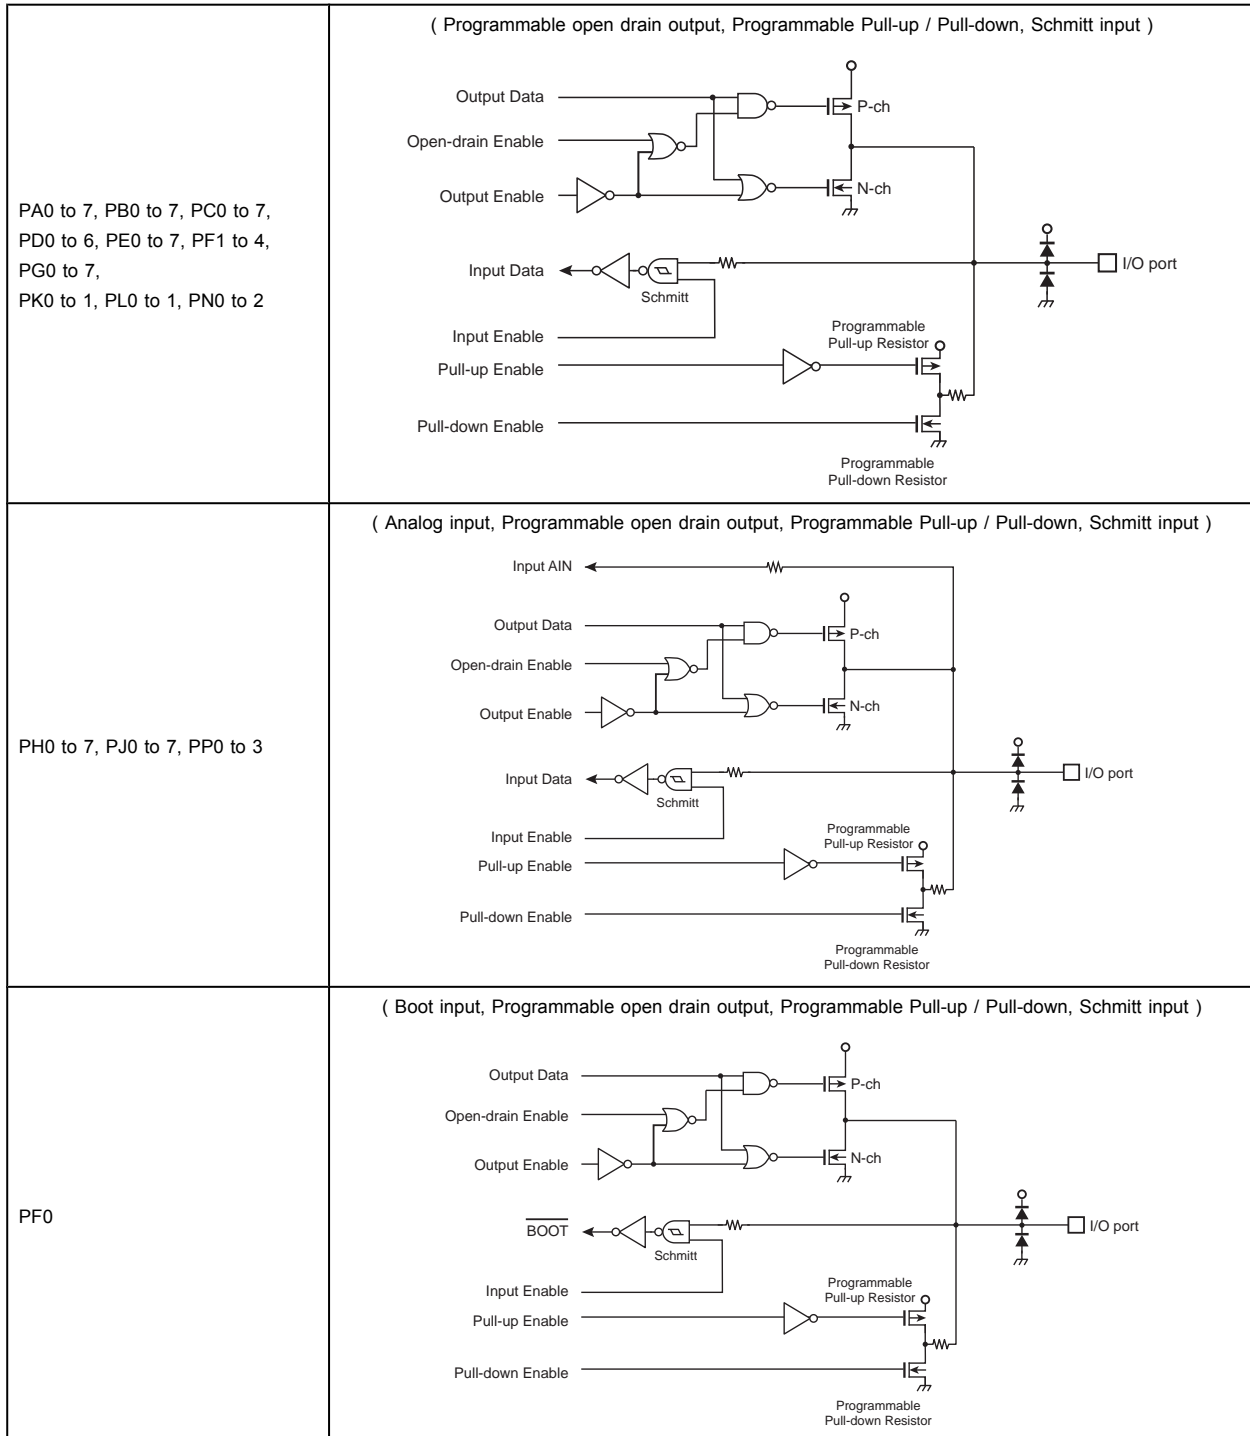 ( Programmable open drain output, Programmable Pull-up / Pull-down, Schmitt input )
PA0 to 7, PB0 to 7, PC0 to 7,
PD0 to 6, PE0 to 7, PF1 to 4,
PG0 to 7,
PK0 to 1, PL0 to 1, PN0 to 2
Output Data
P-ch
Open-drain Enable
Output Enable
N-ch
Input Data
Schmitt
I/O port
Input Enable
Programmable
Pull-up Resistor
Pull-up Enable
Pull-down Enable
Programmable
Pull-down Resistor
( Analog input, Programmable open drain output, Programmable Pull-up / Pull-down, Schmitt input )
PH0 to 7, PJ0 to 7, PP0 to 3
Input AIN
Output Data
P-ch
Open-drain Enable
Output Enable
N-ch
Input Data
Schmitt
I/O port
Input Enable
Programmable
Pull-up Resistor
Pull-up Enable
Pull-down Enable
Programmable
Pull-down Resistor
( Boot input, Programmable open drain output, Programmable Pull-up / Pull-down, Schmitt input )
PF0
Output Data
P-ch
Open-drain Enable
Output Enable
N-ch
BOOT
Schmitt
I/O port
Input Enable
Programmable
Pull-up Resistor
Pull-up Enable
Pull-down Enable
Programmable
Pull-down Resistor